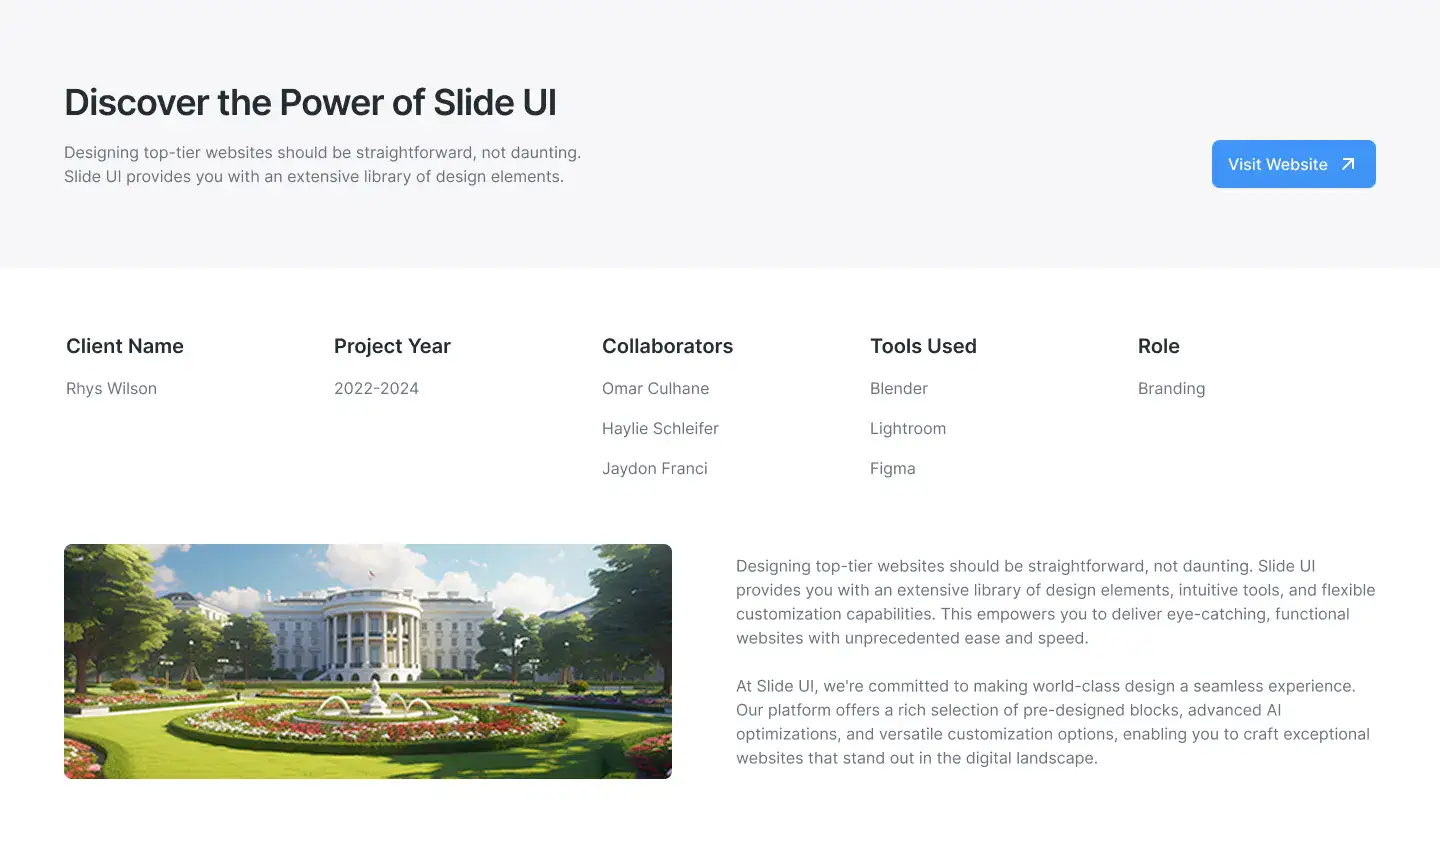 Discover the Power of Slide UI
Designing top-tier websites should be straightforward, not daunting.
Slide UI provides you with an extensive library of design elements.
Visit Website
Client Name
Rhys Wilson
Project Year
2022-2024
Collaborators
Omar Culhane
Haylie Schleifer
Jaydon Franci
Tools Used
Blender
Lightroom
Figma
Role
Branding
Designing top-tier websites should be straightforward, not daunting. Slide UI
provides you with an extensive library of design elements, intuitive tools, and flexible
customization capabilities. This empowers you to deliver eye-catching, functional
websites with unprecedented ease and speed.
At Slide UI, we're committed to making world-class design a seamless experience.
Our platform offers a rich selection of pre-designed blocks, advanced AI
optimizations, and versatile customization options, enabling you to craft exceptional
websites that stand out in the digital landscape.